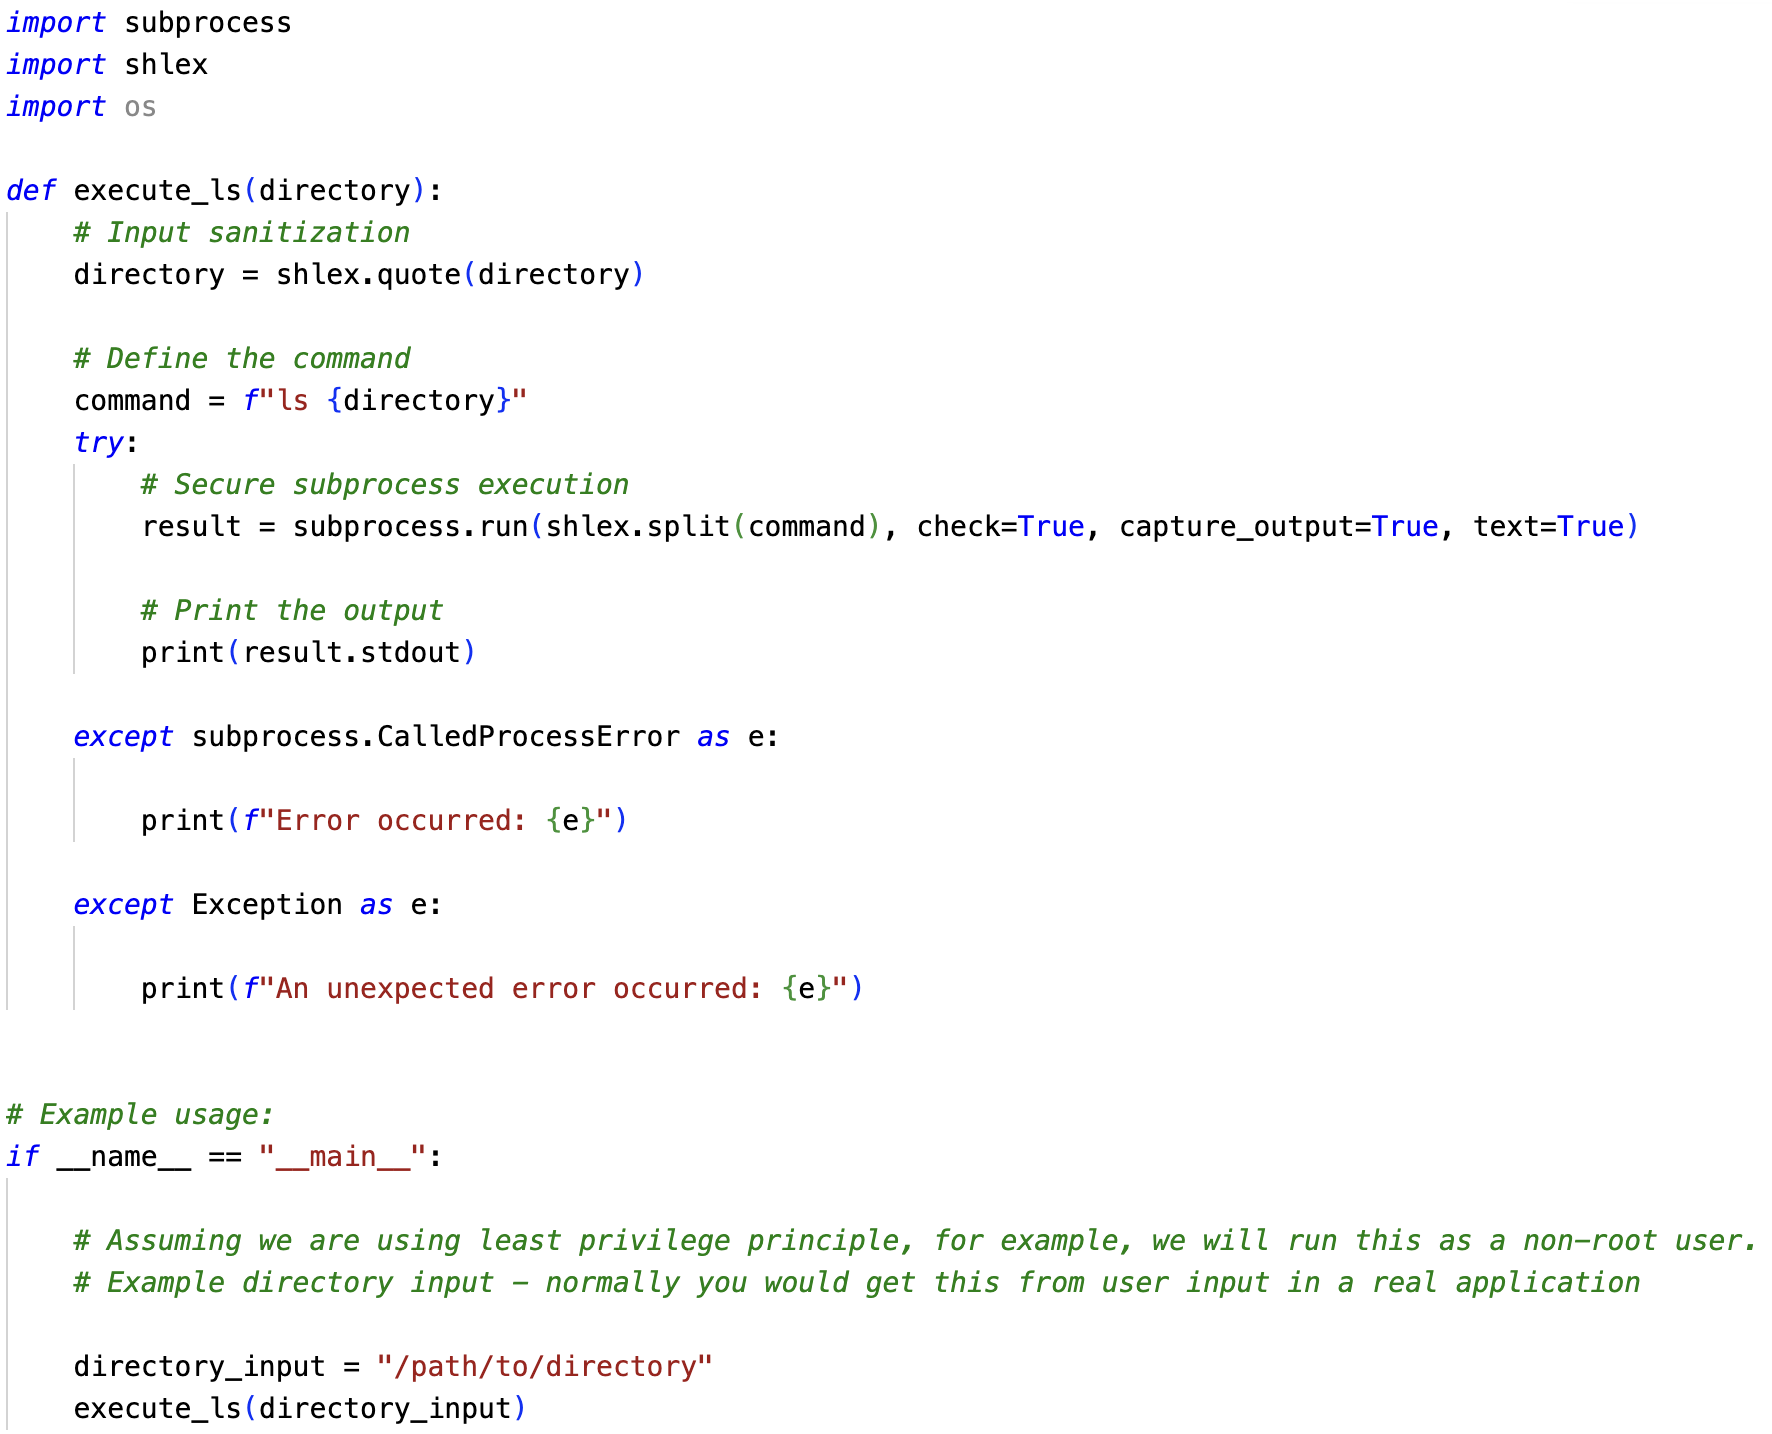 import subprocess
import shlex
import os
def execute_ls(directory):
# Input sanitization
directory = shlex.quote(directory)
# Define the command
command = f"ls {directory}"
try:
# Secure subprocess execution
result = subprocess.run(shlex.split(command), check=True, capture_output=True, text=True)
# Print the output
print(result.stdout)
except subprocess.CalledProcessError as e:
print(f"Error occurred: {e}")
except Exception as e:
print(f"An unexpected error occurred: {e}")
# Example usage:
if __name__ == "__main__":
# Assuming we are using least privilege principle, for example, we will run this as a non-root user.
# Example directory input - normally you would get this from user input in a real application
directory_input = "/path/to/directory"
execute_ls(directory_input)